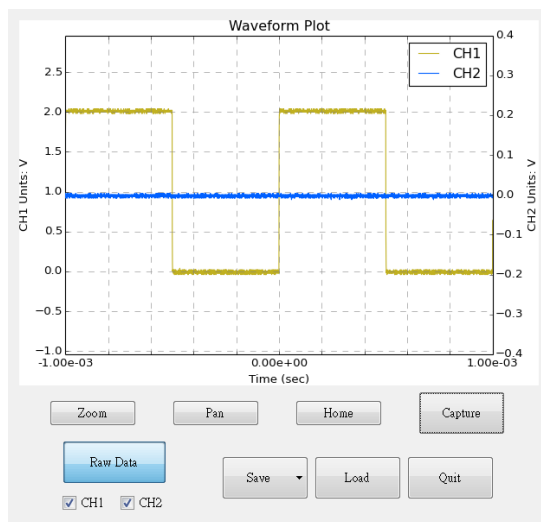 Waveform Plot
CH1
CH2
2.5
2.0
1.5
1.0
0.5
0.0
−0.5
−1.0
CH1 Units: V
0.4
0.3
0.2
0.1
0.0
−0.1
−0.2
−0.3
−0.4
CH2 Units: V
-1.00e-03
0.00e+00
1.00e-03
Time (sec)
Zoom
Pan
Home
Capture
Raw Data
Save
Load
Quit
CH1
CH2